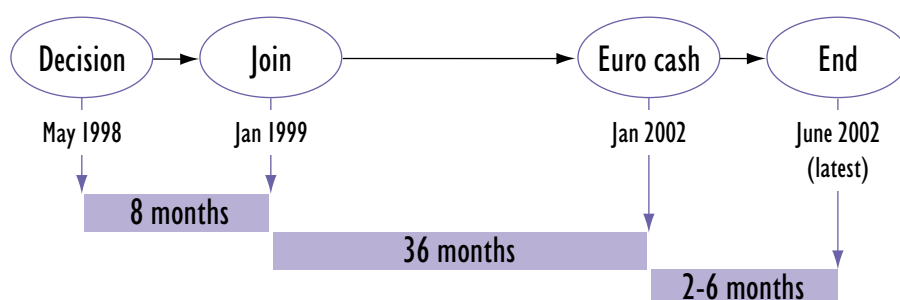 Decision Join Euro cash End
May 1998 Jan 1999 Jan 2002 June 2002
(latest)
8 months
36 months
2-6 months